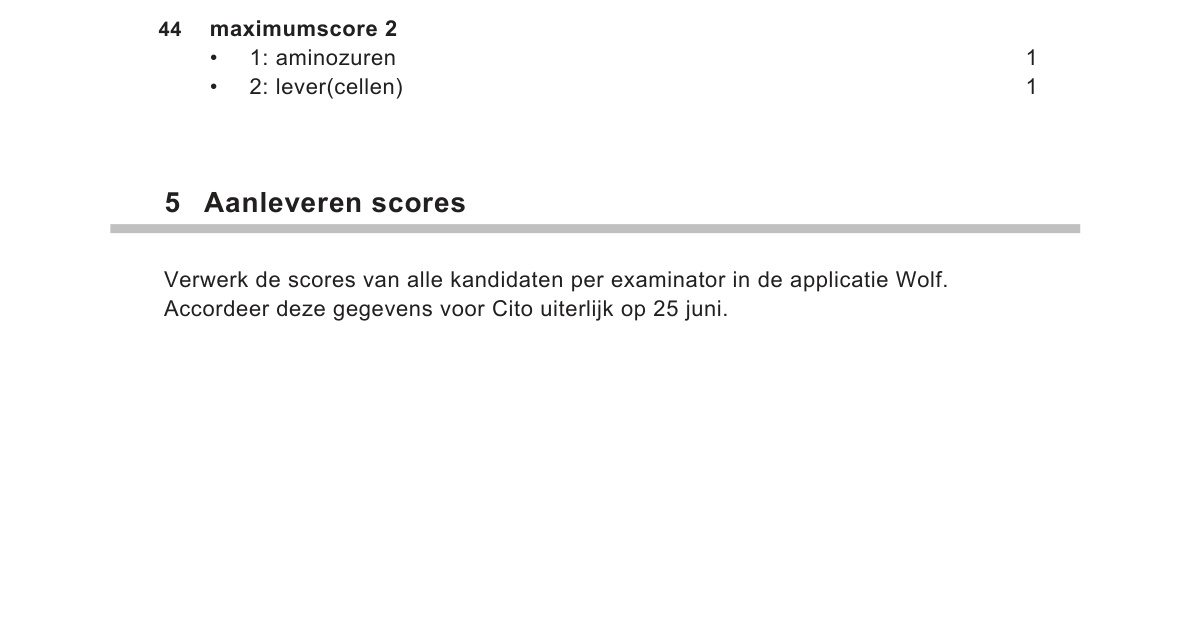 44 maximumscore 2
• 1: aminozuren 1
• 2: lever(cellen) 1
5 Aanleveren scores
Verwerk de scores van alle kandidaten per examinator in de applicatie Wolf.
Accordeer deze gegevens voor Cito uiterlijk op 25 juni.